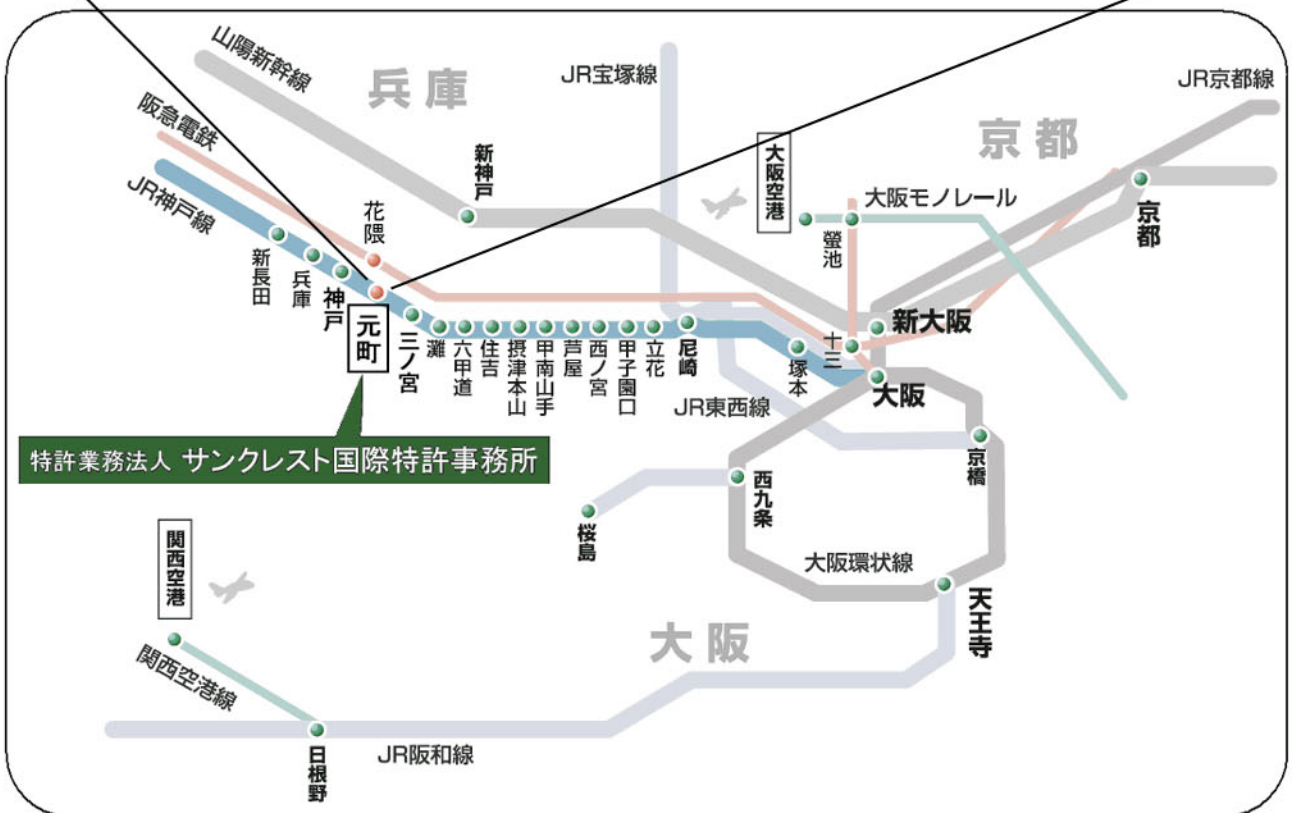 山陽新幹線
兵庫
JR宝塚線
JR京都線
阪急電鉄
京都
新神戸
大阪空港
大阪モノレール
JR神戸線
花隈
螢池
京都
新長田
兵庫
神戸
元町
三ノ宮
灘
六甲道
住吉
摂津本山
甲南山手
芦屋
西ノ宮
甲子園口
立花
尼崎
塚本
十三
新大阪
大阪
JR東西線
特許業務法人 サンクレスト国際特許事務所
京橋
西九条
桜島
関西空港
大阪環状線
天王寺
大阪
関西空港線
JR阪和線
日根野